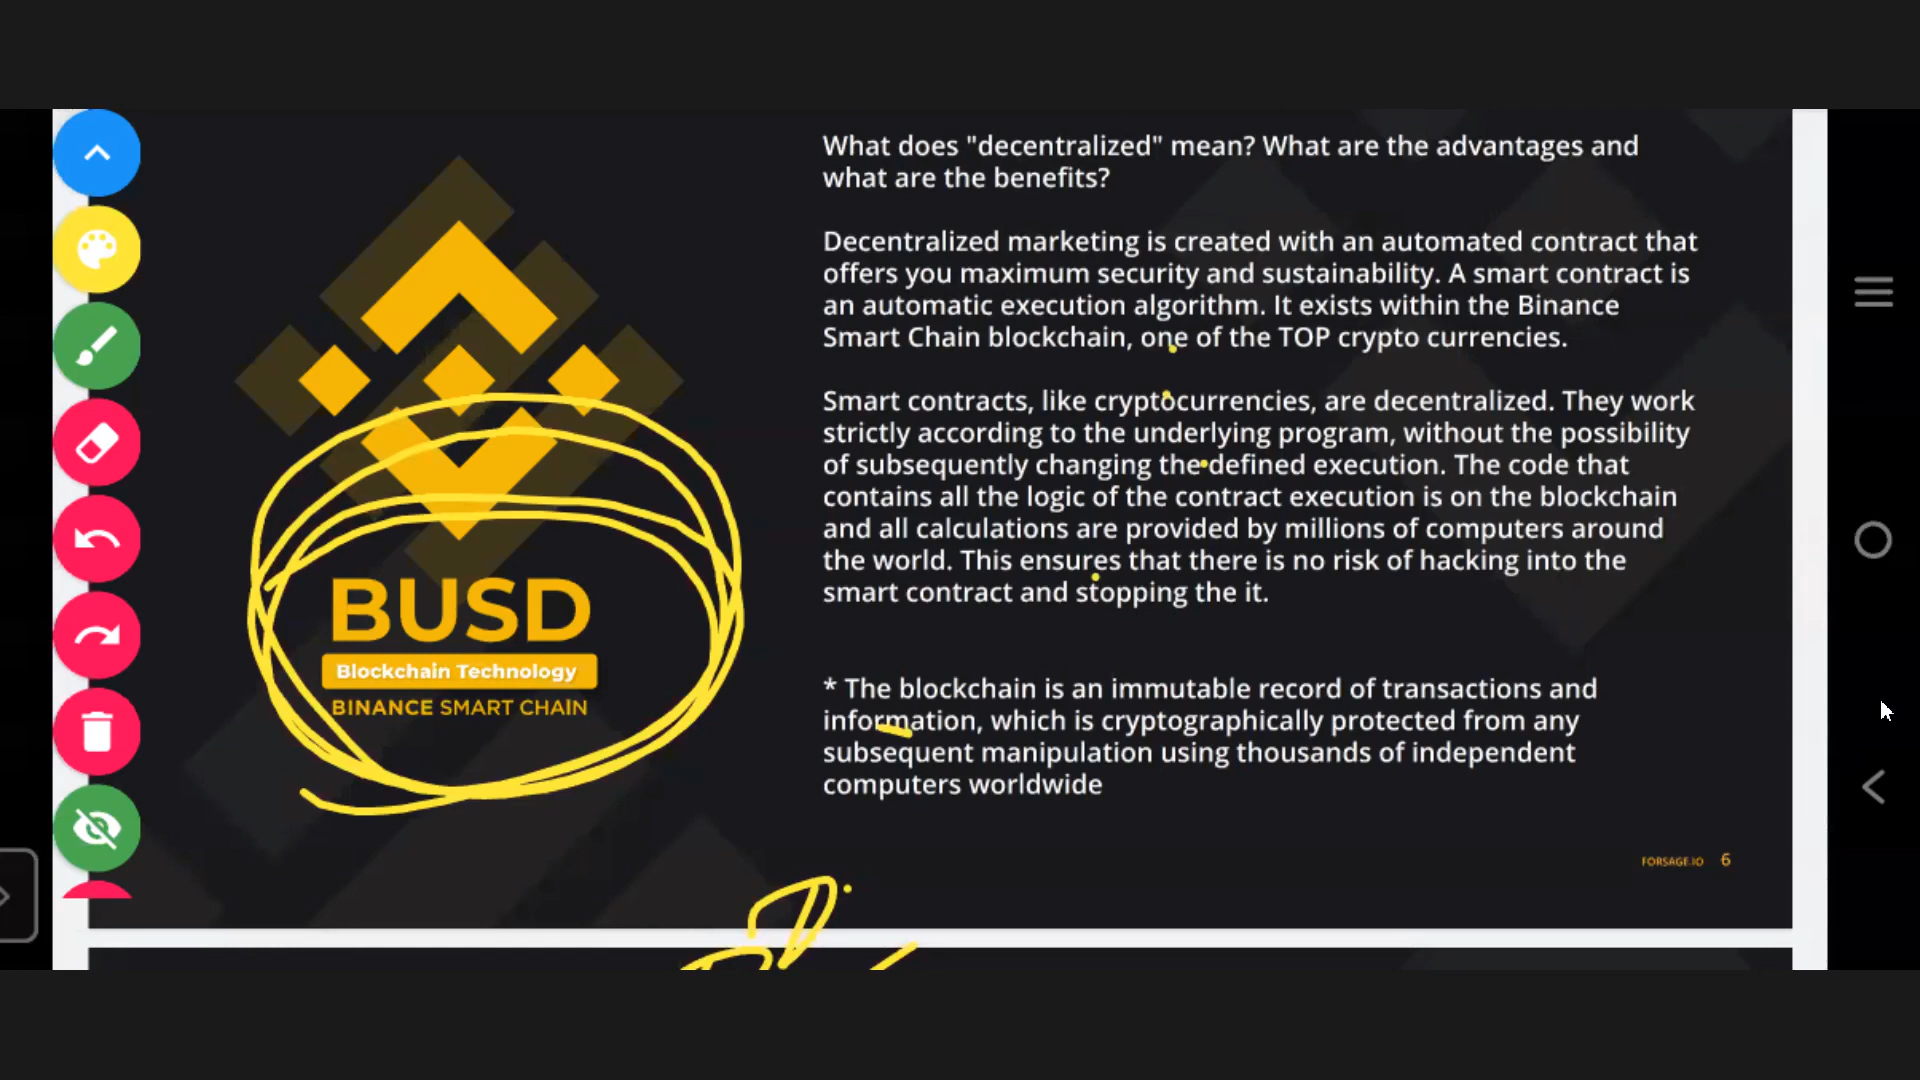 What does "decentralized" mean? What are the advantages and
what are the benefits?
Decentralized marketing is created with an automated contract that
offers you maximum security and sustainability. A smart contract is
an automatic execution algorithm. It exists within the Binance
Smart Chain blockchain, one of the TOP crypto currencies.
Smart contracts, like cryptocurrencies, are decentralized. They work
strictly according to the underlying program, without the possibility
of subsequently changing the defined execution. The code that
contains all the logic of the contract execution is on the blockchain
and all calculations are provided by millions of computers around
the world. This ensures that there is no risk of hacking into the
smart contract and stopping the it.
* The blockchain is an immutable record of transactions and
information, which is cryptographically protected from any
subsequent manipulation using thousands of independent
computers worldwide
BUSD
Blockchain Technology
BINANCE SMART CHAIN
FORSAGE.IO 6